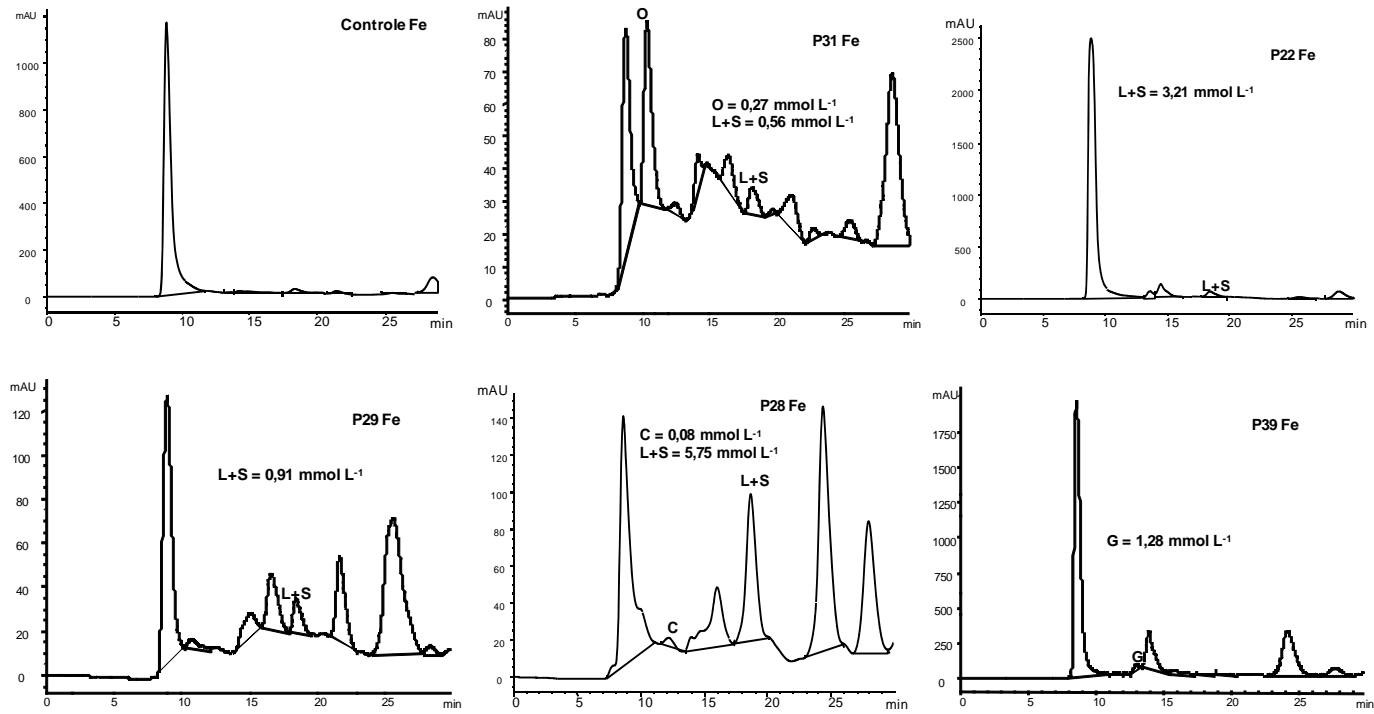 mAU
Controle Fe
1000
800
600
400
200
0
0 5 10 15 20 25 min
mAU
O
P31 Fe
80
70
60
50
40
30
20
10
0
O = 0,27 mmol L⁻¹
L+S = 0,56 mmol L⁻¹
L+S
0 5 10 15 20 25 min
mAU
P22 Fe
2500
2000
1500
1000
500
0
L+S = 3,21 mmol L⁻¹
L+S
0 5 10 15 20 25 min
mAU
P29 Fe
120
100
80
60
40
20
0
L+S = 0,91 mmol L⁻¹
L+S
0 5 10 15 20 25 min
mAU
P28 Fe
140
120
100
80
60
40
20
0
C = 0,08 mmol L⁻¹
L+S = 5,75 mmol L⁻¹
L+S
C
0 5 10 15 20 25 min
mAU
P39 Fe
1750
1500
1250
1000
750
500
250
0
G = 1,28 mmol L⁻¹
G
0 5 10 15 20 25 min